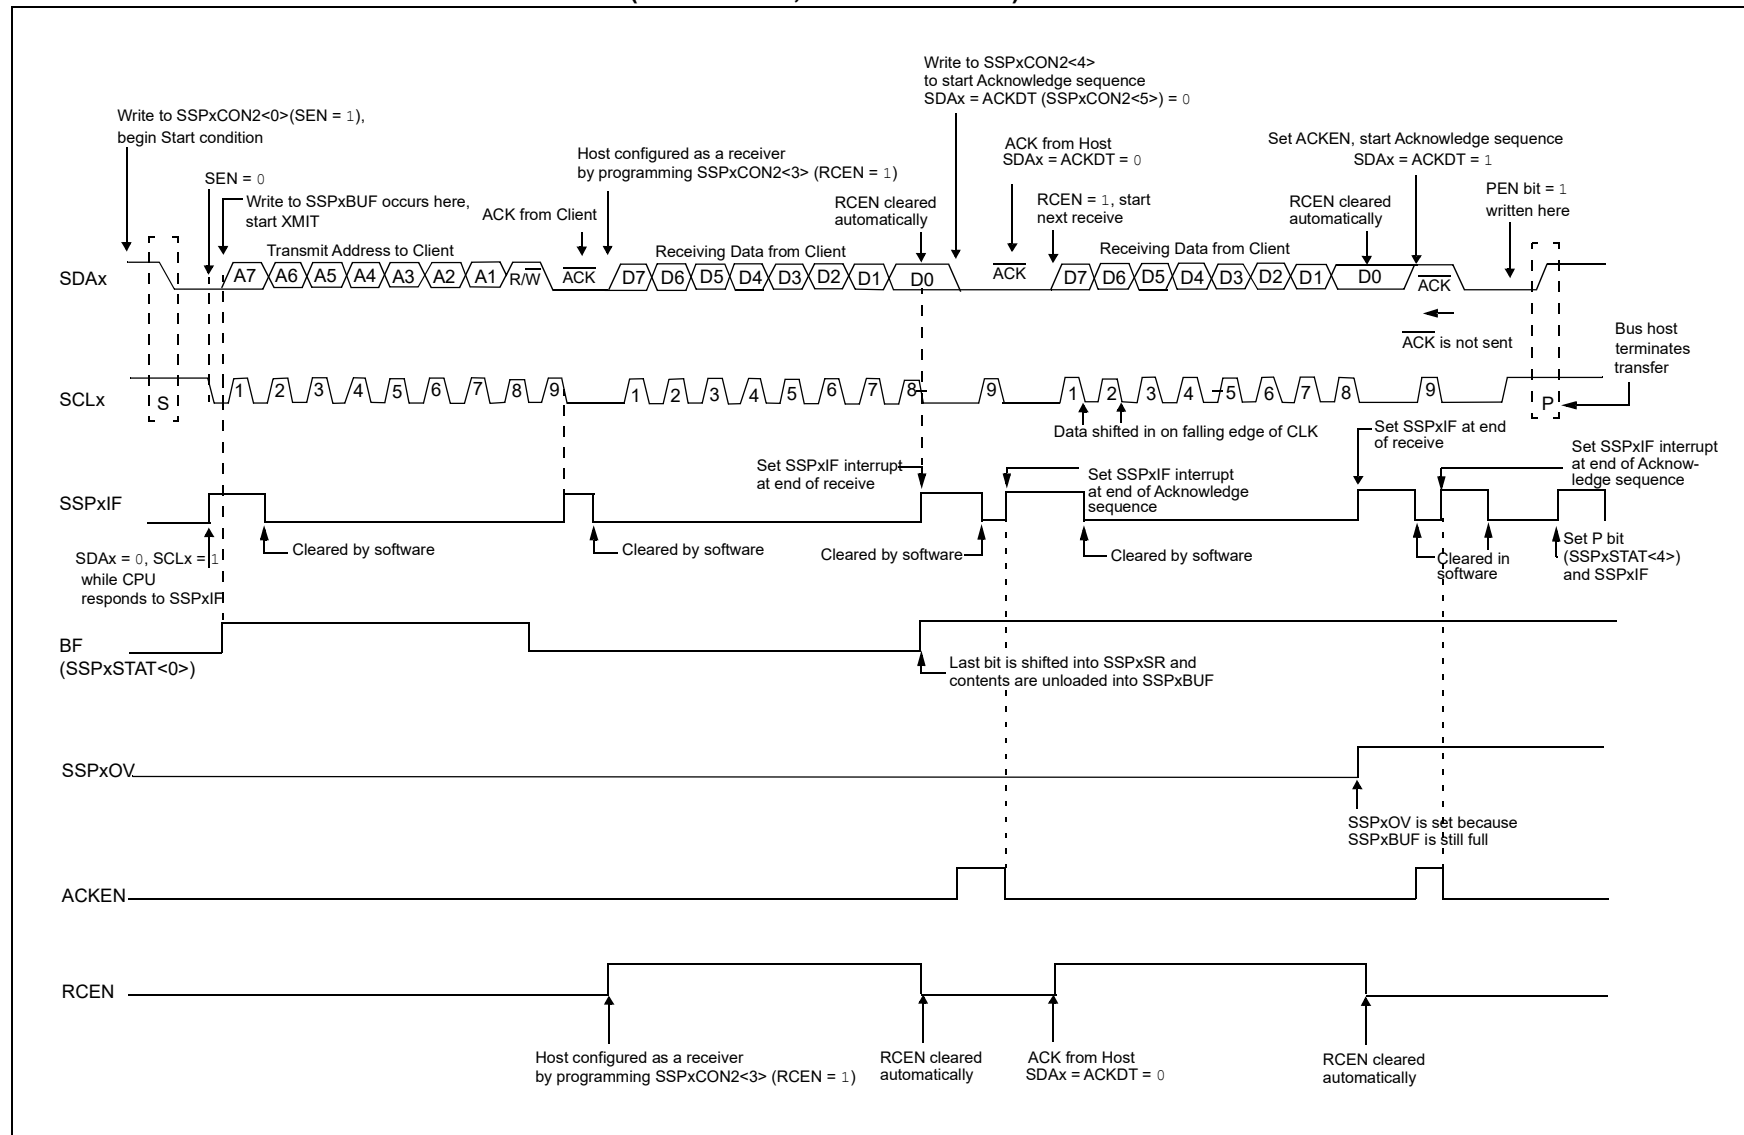 Write to SSPxCON2<4>
to start Acknowledge sequence
SDAx = ACKDT (SSPxCON2<5>) = 0
Write to SSPxCON2<0>(SEN = 1),
begin Start condition
ACK from Host
SDAx = ACKDT = 0
Set ACKEN, start Acknowledge sequence
SDAx = ACKDT = 1
Host configured as a receiver
by programming SSPxCON2<3> (RCEN = 1)
SEN = 0
Write to SSPxBUF occurs here,
start XMIT
ACK from Client
RCEN cleared
automatically
RCEN = 1, start
next receive
RCEN cleared
automatically
PEN bit = 1
written here
Transmit Address to Client
Receiving Data from Client
Receiving Data from Client
SDAx
A7 A6 A5 A4 A3 A2 A1 R/W ACK D7 D6 D5 D4 D3 D2 D1 D0 ACK D7 D6 D5 D4 D3 D2 D1 D0 ACK
ACK is not sent
Bus host
terminates
transfer
SCLx
S 1 2 3 4 5 6 7 8 9 1 2 3 4 5 6 7 8 9 1 2 3 4 5 6 7 8 9 P
Data shifted in on falling edge of CLK
Set SSPxIF at end
of receive
Set SSPxIF interrupt
at end of receive
Set SSPxIF interrupt
at end of Acknowledge
sequence
Set SSPxIF interrupt
at end of Acknow-
ledge sequence
SSPxIF
SDAx = 0, SCLx = 1
while CPU
responds to SSPxIF
Cleared by software
Cleared by software
Cleared by software
Cleared by software
Cleared in
software
Set P bit
(SSPxSTAT<4>)
and SSPxIF
BF
(SSPxSTAT<0>)
Last bit is shifted into SSPxSR and
contents are unloaded into SSPxBUF
SSPxOV
SSPxOV is set because
SSPxBUF is still full
ACKEN
RCEN
Host configured as a receiver
by programming SSPxCON2<3> (RCEN = 1)
RCEN cleared
automatically
ACK from Host
SDAx = ACKDT = 0
RCEN cleared
automatically